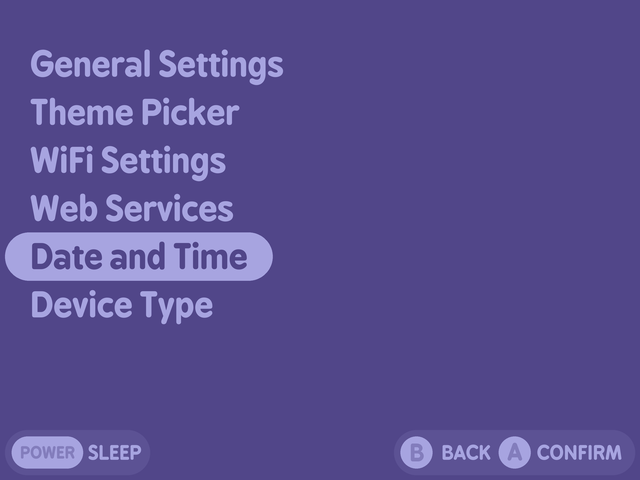 General Settings
Theme Picker
WiFi Settings
Web Services
Date and Time
Device Type
POWER SLEEP
B BACK A CONFIRM